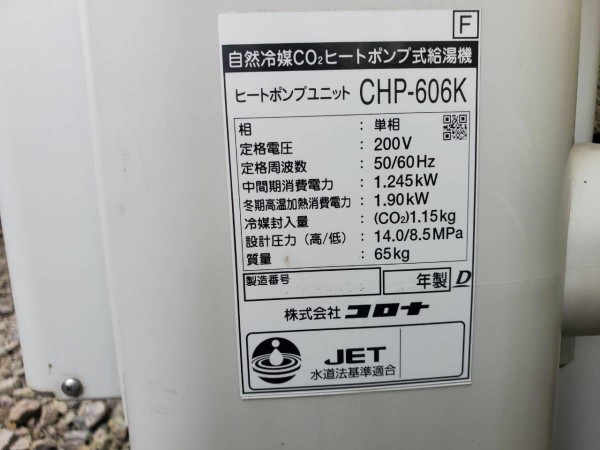 F
自然冷媒CO₂ヒートポンプ式給湯機
ヒートポンプユニット CHP-606K
相 : 単相
定格電圧 : 200V
定格周波数 : 50/60Hz
中間期消費電力 : 1.245kW
冬期高温加熱消費電力 : 1.90kW
冷媒封入量 : (CO₂)1.15kg
設計圧力(高/低) : 14.0/8.5MPa
質量 : 65kg
製造番号 年製 D
株式会社 コロナ
JET
水道法基準適合